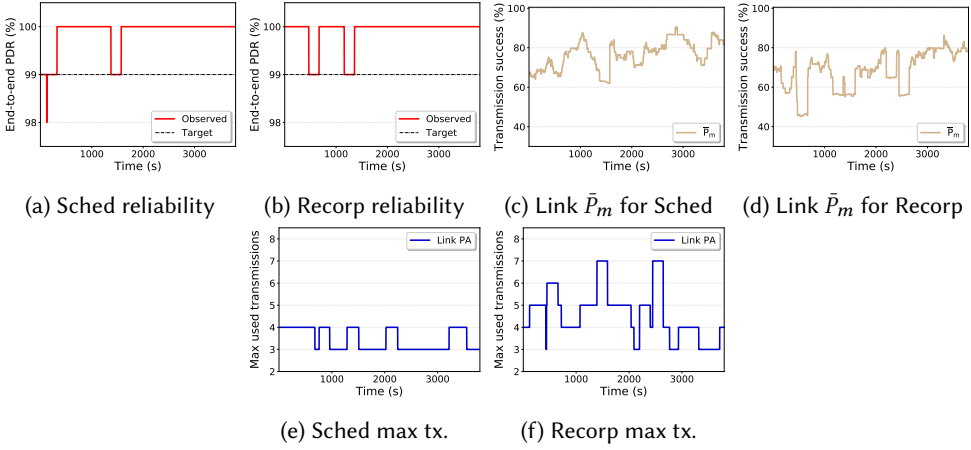 End-to-end PDR (%)
100
99
98
Observed
Target
1000 2000 3000
Time (s)
(a) Sched reliability
End-to-end PDR (%)
100
99
98
Observed
Target
1000 2000 3000
Time (s)
(b) Recorp reliability
Transmission success (%)
100
80
60
40
P̄m
1000 2000 3000
Time (s)
(c) Link P̄m for Sched
Transmission success (%)
100
80
60
40
P̄m
1000 2000 3000
Time (s)
(d) Link P̄m for Recorp
Max used transmissions
8
7
6
5
4
3
2
Link PA
1000 2000 3000
Time (s)
(e) Sched max tx.
Max used transmissions
8
7
6
5
4
3
2
Link PA
1000 2000 3000
Time (s)
(f) Recorp max tx.